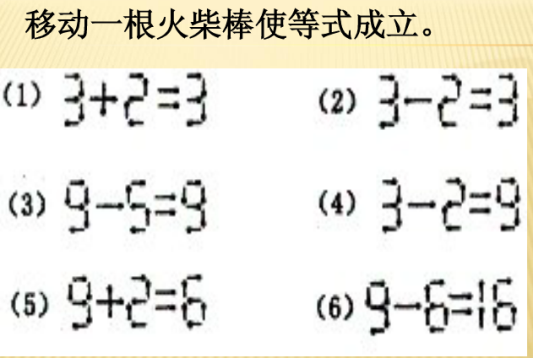 移动一根火柴棒使等式成立。
(1) 3+2=3 (2) 3-2=3
(3) 9-5=9 (4) 3-2=9
(5) 9+2=6 (6) 9-6=16